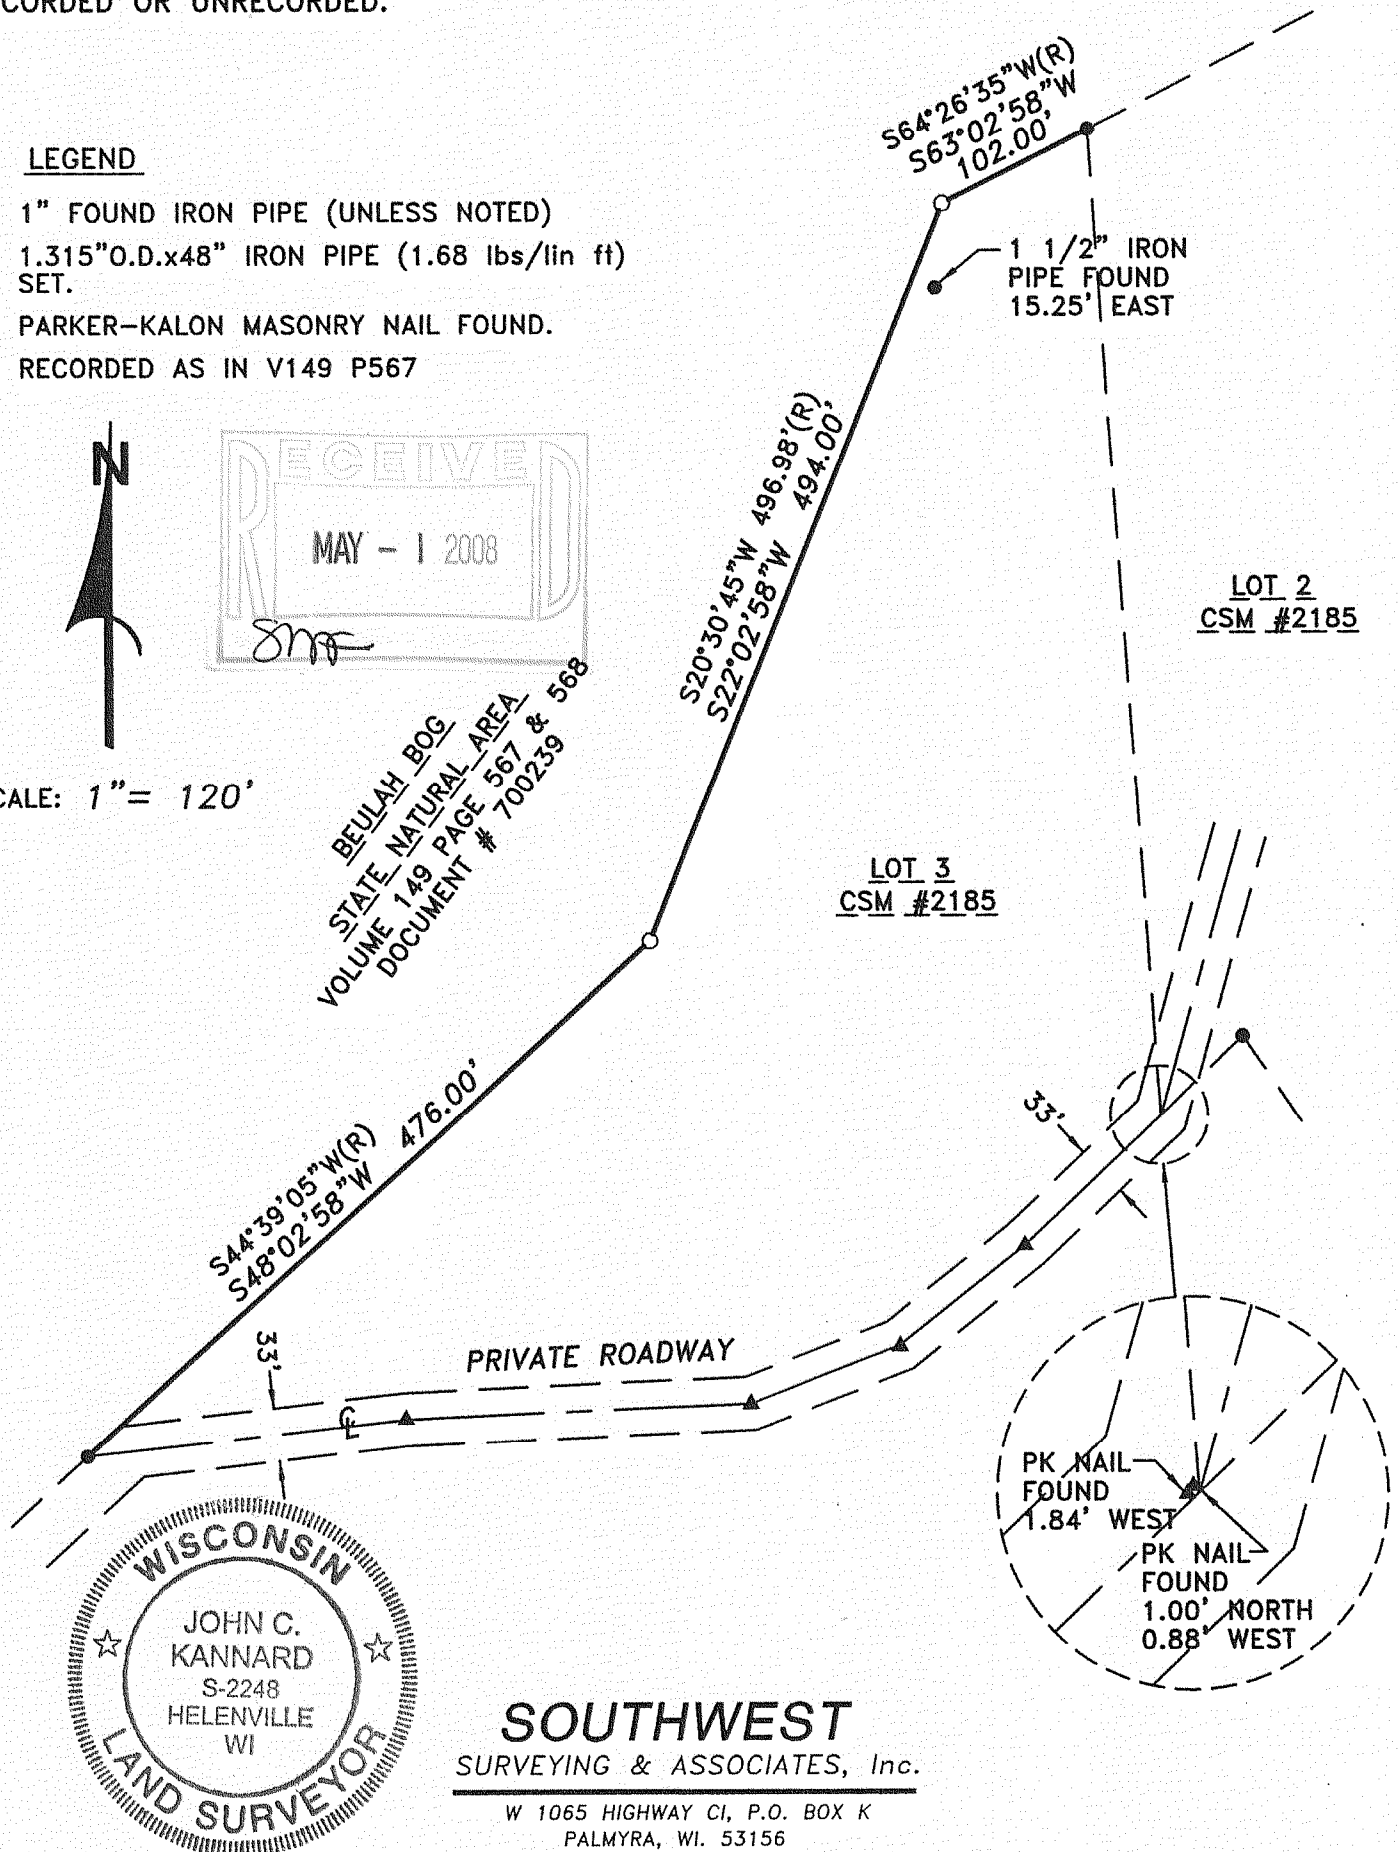 CORDED OR UNRECORDED.
LEGEND
1" FOUND IRON PIPE (UNLESS NOTED)
1.315"O.D.x48" IRON PIPE (1.68 lbs/lin ft)
SET.
PARKER-KALON MASONRY NAIL FOUND.
RECORDED AS IN V149 P567
S64°26'35"W(R)
S63°02'58"W
102.00'
1 1/2" IRON
PIPE FOUND
15.25' EAST
N
RECEIVED
MAY - 1 2008
S20°30'45"W 496.98'(R)
S22°02'58"W 494.00'
LOT 2
CSM #2185
CALE: 1"= 120'
BEULAH BOG
STATE NATURAL AREA
VOLUME 149 PAGE 567 & 568
DOCUMENT # 700239
LOT 3
CSM #2185
S44°39'05"W(R)
S48°02'58"W 476.00'
33'
33'
PRIVATE ROADWAY
CL
PK NAIL
FOUND
1.84' WEST
PK NAIL
FOUND
1.00' NORTH
0.88' WEST
WISCONSIN
JOHN C.
KANNARD
S-2248
HELENVILLE
WI
LAND SURVEYOR
SOUTHWEST
SURVEYING & ASSOCIATES, Inc.
W 1065 HIGHWAY CI, P.O. BOX K
PALMYRA, WI. 53156